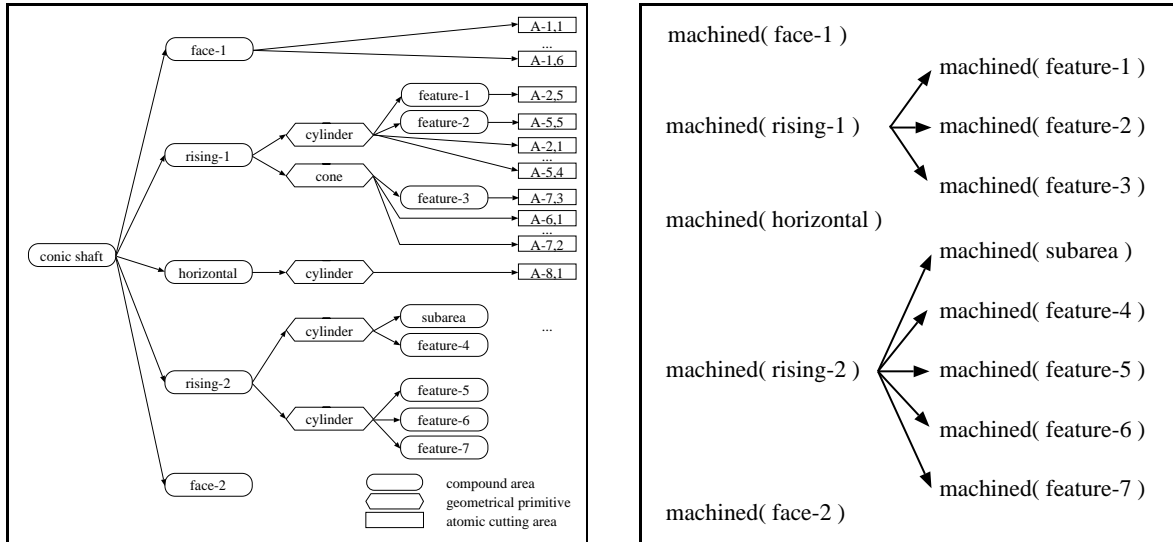 A-1,1
...
face-1
A-1,6
feature-1
A-2,5
feature-2
A-5,5
cylinder
A-2,1
...
rising-1
A-5,4
cone
feature-3
A-7,3
A-6,1
...
A-7,2
conic shaft
horizontal
cylinder
A-8,1
subarea
cylinder
...
feature-4
rising-2
feature-5
cylinder
feature-6
feature-7
face-2
compound area
geometrical primitive
atomic cutting area
machined( face-1 )
machined( feature-1 )
machined( rising-1 )
machined( feature-2 )
machined( feature-3 )
machined( horizontal )
machined( subarea )
machined( feature-4 )
machined( rising-2 )
machined( feature-5 )
machined( feature-6 )
machined( feature-7 )
machined( face-2 )